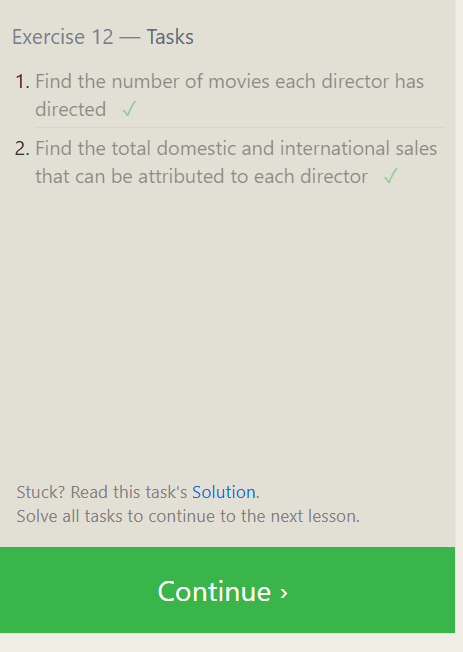 Exercise 12 — Tasks
1. Find the number of movies each director has
directed ✓
2. Find the total domestic and international sales
that can be attributed to each director ✓
Stuck? Read this task's Solution.
Solve all tasks to continue to the next lesson.
Continue ›